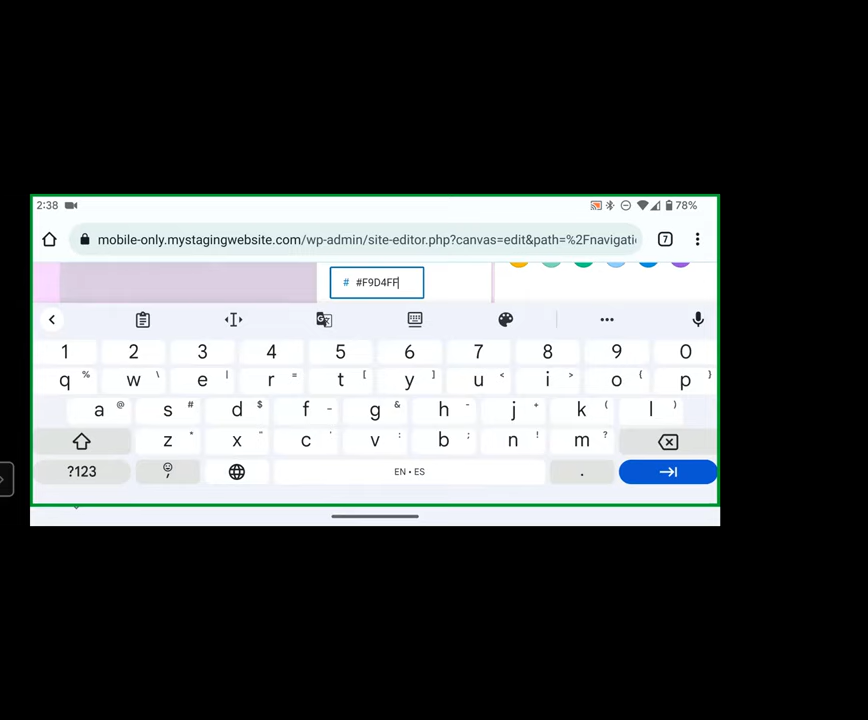 2:38 78%
mobile-only.mystagingwebsite.com/wp-admin/site-editor.php?canvas=edit&path=%2Fnavigati 7
# #F9D4FF
1 2 3 4 5 6 7 8 9 0
q % w \ e | r = t [ y ] u < i > o { p }
a @ s # d $ f _ g & h - j + k ( l )
z * x " c ' v : b ; n ! m ?
?123 , EN • ES .